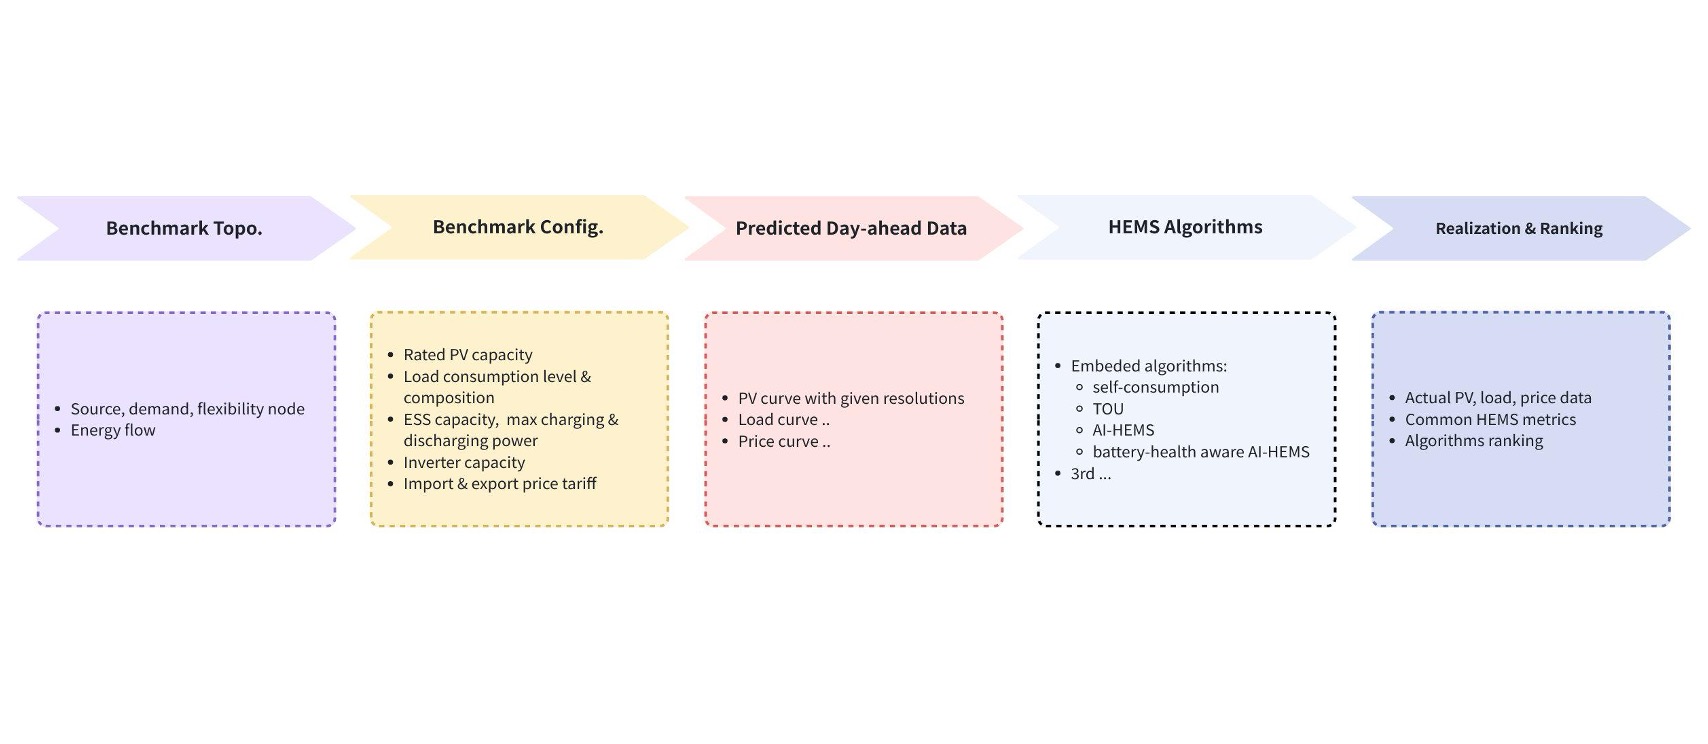 Benchmark Topo.
Benchmark Config.
Predicted Day-ahead Data
HEMS Algorithms
Realization & Ranking
• Source, demand, flexibility node
• Energy flow
• Rated PV capacity
• Load consumption level &
composition
• ESS capacity,  max charging &
discharging power
• Inverter capacity
• Import & export price tariff
• PV curve with given resolutions
• Load curve ..
• Price curve ..
• Embeded algorithms:
◦ self-consumption
◦ TOU
◦ AI-HEMS
◦ battery-health aware AI-HEMS
• 3rd ...
• Actual PV, load, price data
• Common HEMS metrics
• Algorithms ranking